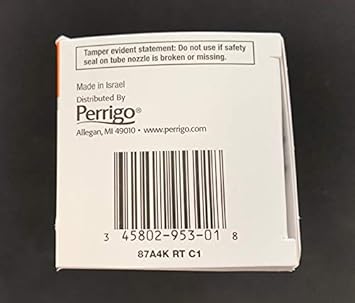 Tamper evident statement: Do not use if safety
seal on tube nozzle is broken or missing.
Made in Israel
Distributed By
Perrigo®
Allegan, MI 49010 • www.perrigo.com
3 45802-953-01 8
87A4K RT C1